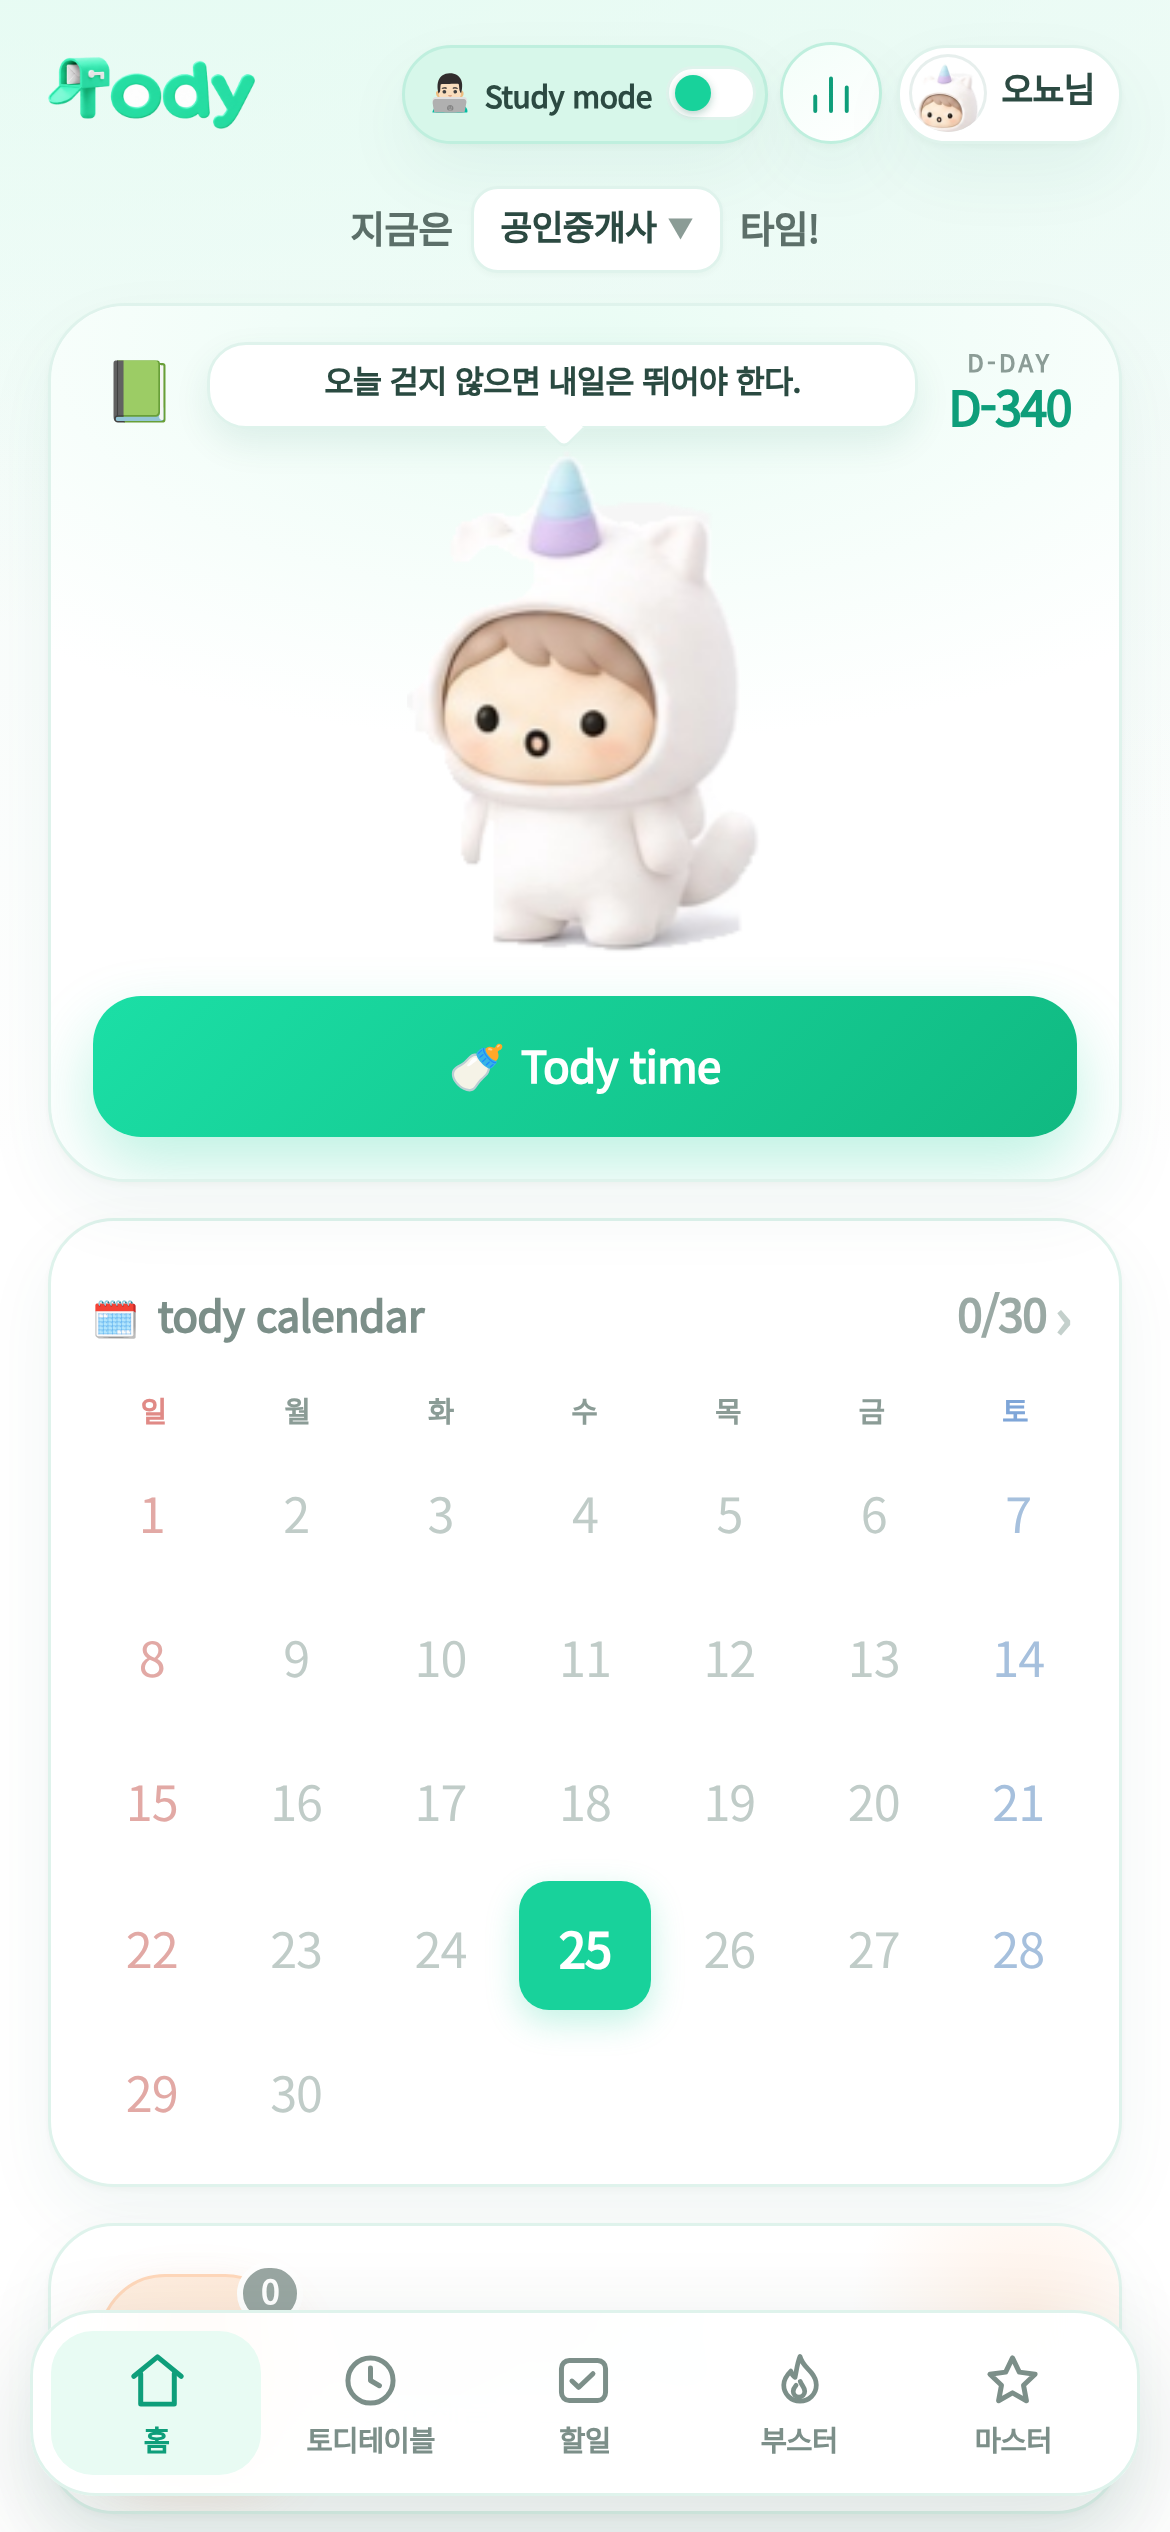 Tody
Study mode
오뇨님
지금은 공인중개사 ▼ 타임!
오늘 걷지 않으면 내일은 뛰어야 한다.
D-DAY
D-340
Tody time
tody calendar
0/30 ›
일 월 화 수 목 금 토
1 2 3 4 5 6 7
8 9 10 11 12 13 14
15 16 17 18 19 20 21
22 23 24 25 26 27 28
29 30
0
홈 토디테이블 할일 부스터 마스터